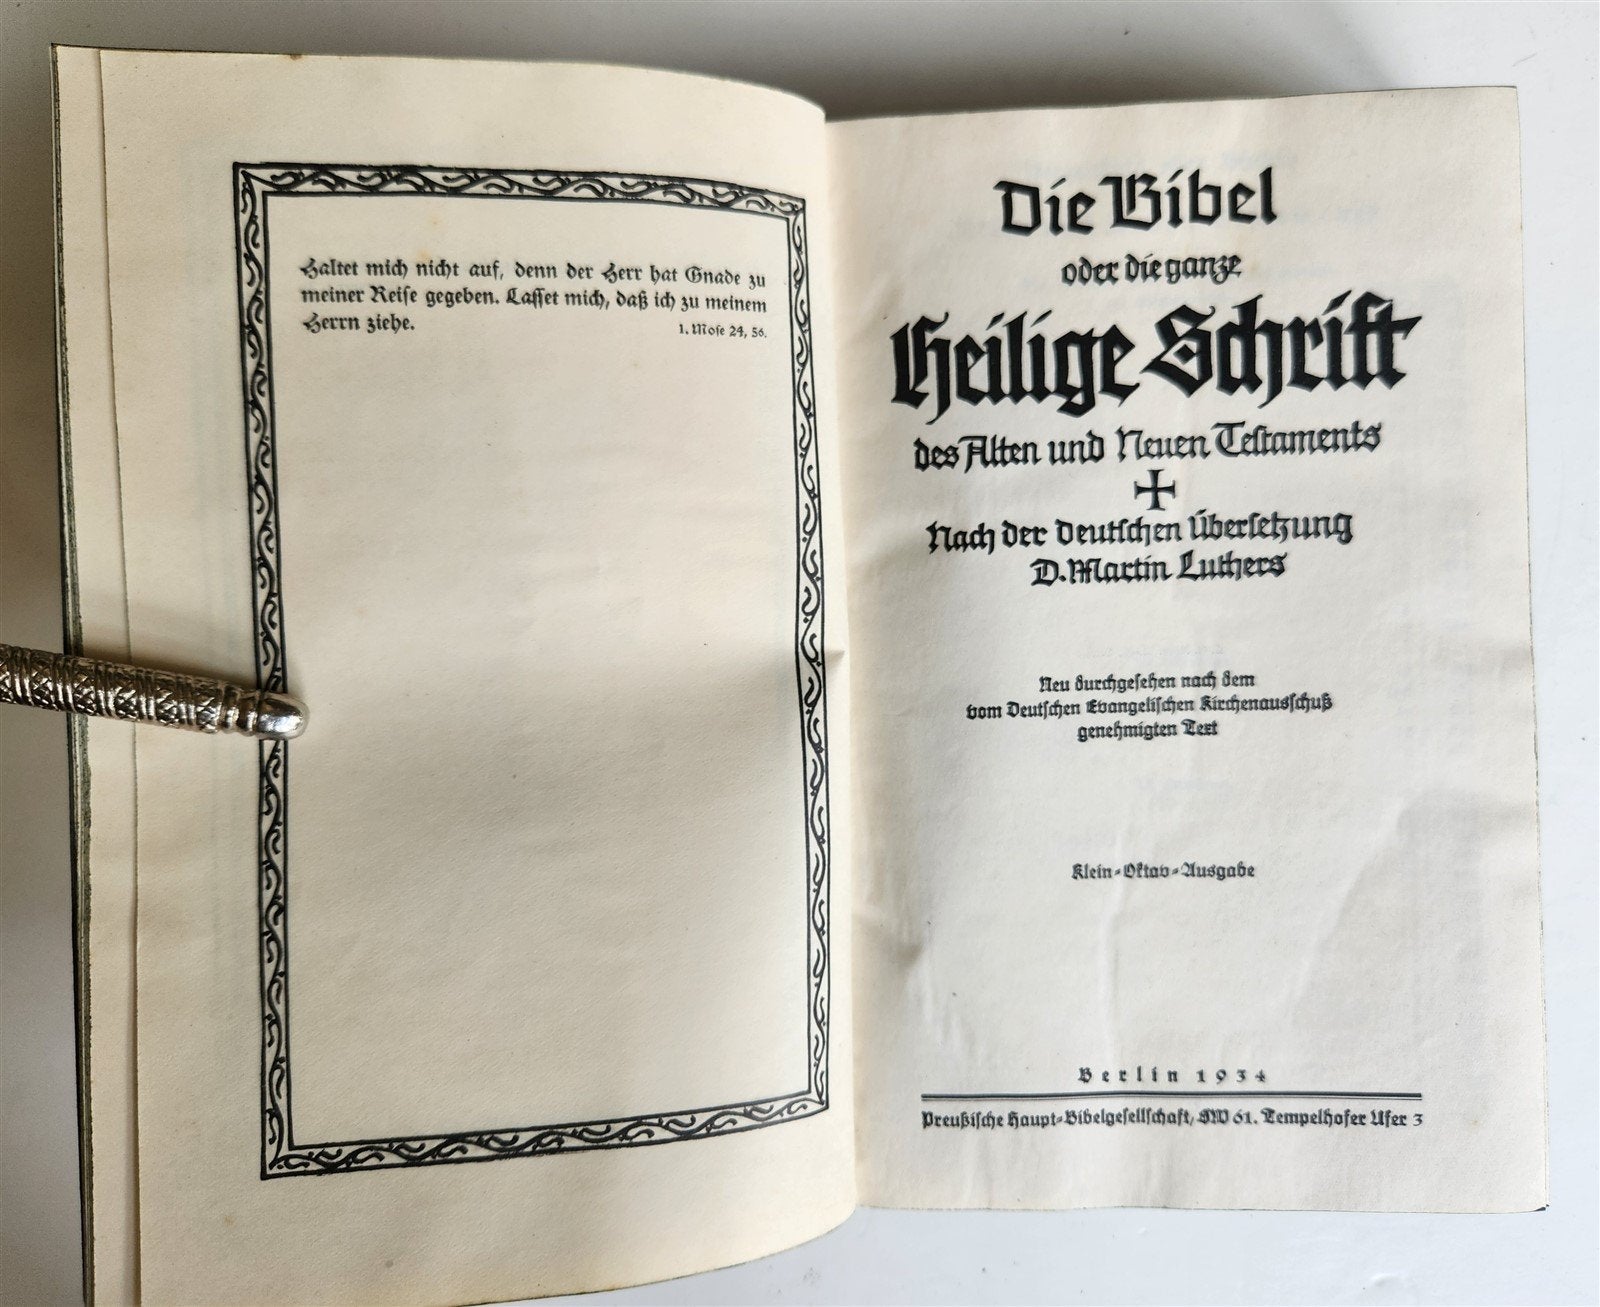 Haltet mich nicht auf, denn der Herr hat Gnade zu
meiner Reise gegeben. Lasset mich, daß ich zu meinem
Herrn ziehe.
1. Mose 24, 56.
Die Bibel
oder die ganze
Heilige Schrift
des Alten und Neuen Testaments
Nach der deutschen Übersetzung
D. Martin Luthers
Neu durchgesehen nach dem
vom Deutschen Evangelischen Kirchenausschuß
genehmigten Text
Klein-Oktav-Ausgabe
Berlin 1934
Preußische Haupt-Bibelgesellschaft, SW 61. Tempelhofer Ufer 3